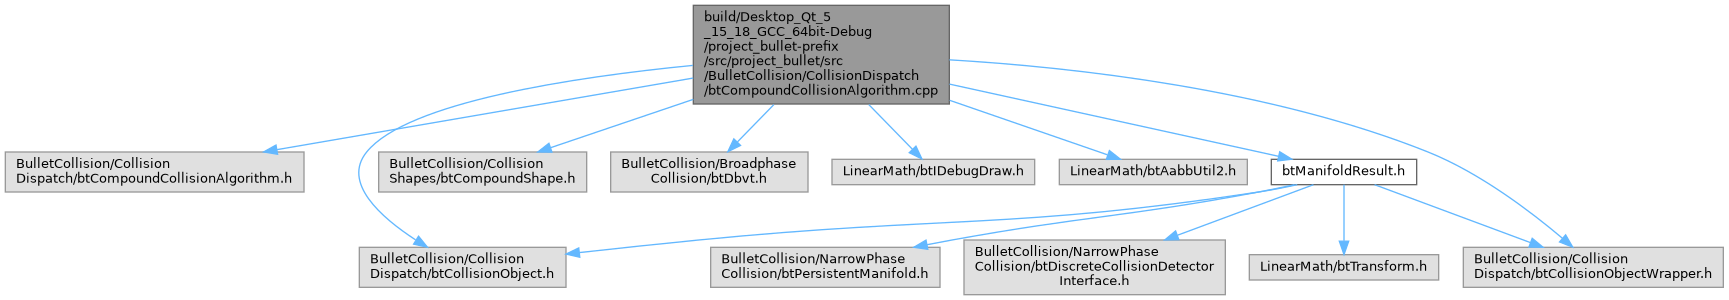 build/Desktop_Qt_5
_15_18_GCC_64bit-Debug
/project_bullet-prefix
/src/project_bullet/src
/BulletCollision/CollisionDispatch
/btCompoundCollisionAlgorithm.cpp
BulletCollision/Collision
Dispatch/btCompoundCollisionAlgorithm.h
BulletCollision/Collision
Shapes/btCompoundShape.h
BulletCollision/Broadphase
Collision/btDbvt.h
LinearMath/btIDebugDraw.h
LinearMath/btAabbUtil2.h
btManifoldResult.h
BulletCollision/Collision
Dispatch/btCollisionObject.h
BulletCollision/NarrowPhase
Collision/btPersistentManifold.h
BulletCollision/NarrowPhase
Collision/btDiscreteCollisionDetector
Interface.h
LinearMath/btTransform.h
BulletCollision/Collision
Dispatch/btCollisionObjectWrapper.h